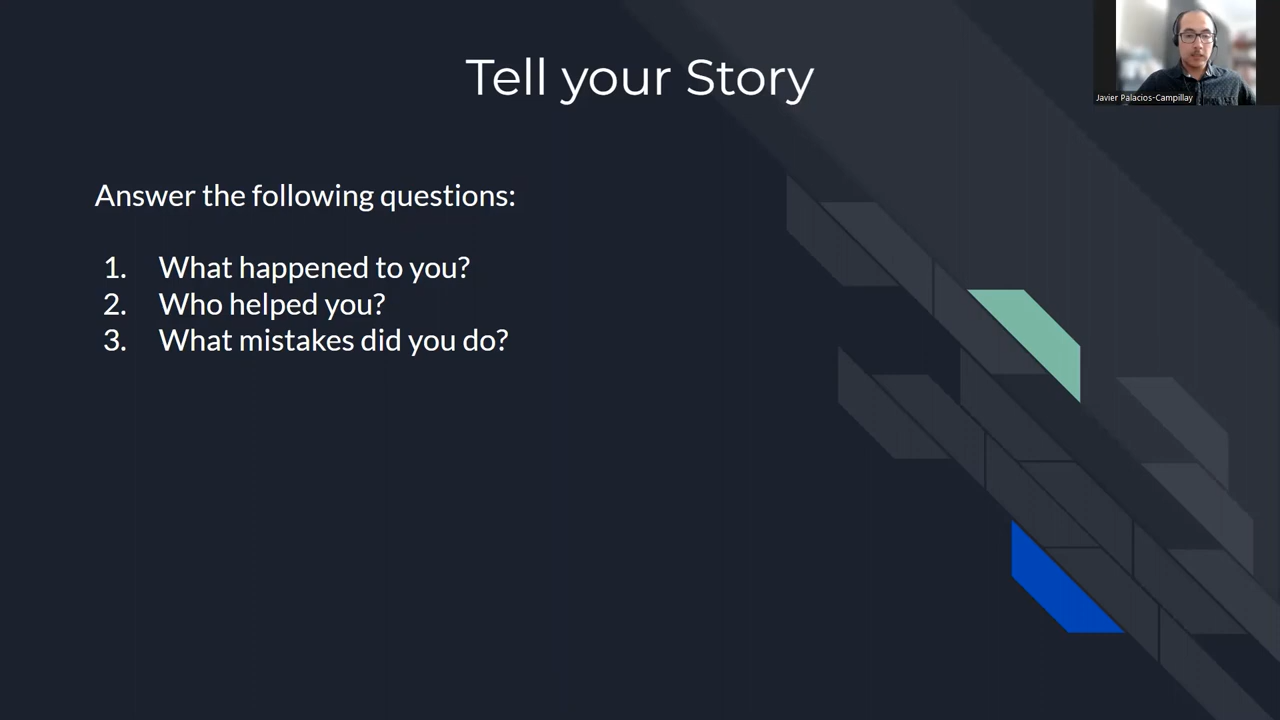 Tell your Story
Javier Palacios-Campillay
Answer the following questions:
1. What happened to you?
2. Who helped you?
3. What mistakes did you do?